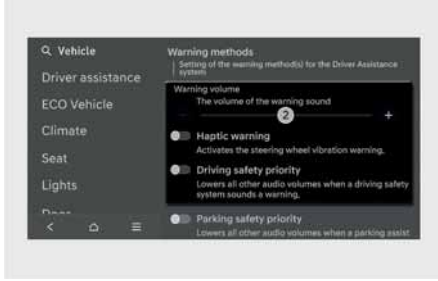 Vehicle
Driver assistance
ECO Vehicle
Climate
Seat
Lights
Warning methods
Setting of the warning method(s) for the Driver Assistance
system
Warning volume
The volume of the warning sound
− 2 +
Haptic warning
Activates the steering wheel vibration warning.
Driving safety priority
Lowers all other audio volumes when a driving safety
system sounds a warning.
Parking safety priority
Lowers all other audio volumes when a parking assist